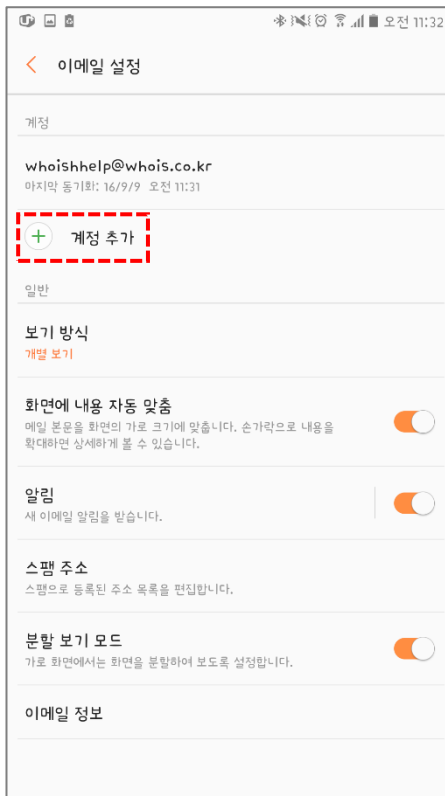 오전 11:32
이메일 설정
계정
whoishhelp@whois.co.kr
마지막 동기화: 16/9/9 오전 11:31
계정 추가
일반
보기 방식
개별 보기
화면에 내용 자동 맞춤
메일 본문을 화면의 가로 크기에 맞춥니다. 손가락으로 내용을
확대하면 상세하게 볼 수 있습니다.
알림
새 이메일 알림을 받습니다.
스팸 주소
스팸으로 등록된 주소 목록을 편집합니다.
분할 보기 모드
가로 화면에서는 화면을 분할하여 보도록 설정합니다.
이메일 정보